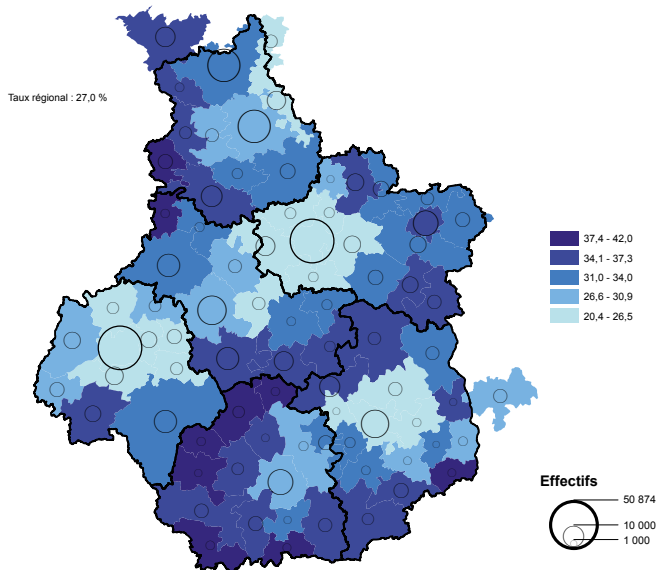 Taux régional : 27,0 %
37,4 - 42,0
34,1 - 37,3
31,0 - 34,0
26,6 - 30,9
20,4 - 26,5
Effectifs
50 874
10 000
1 000